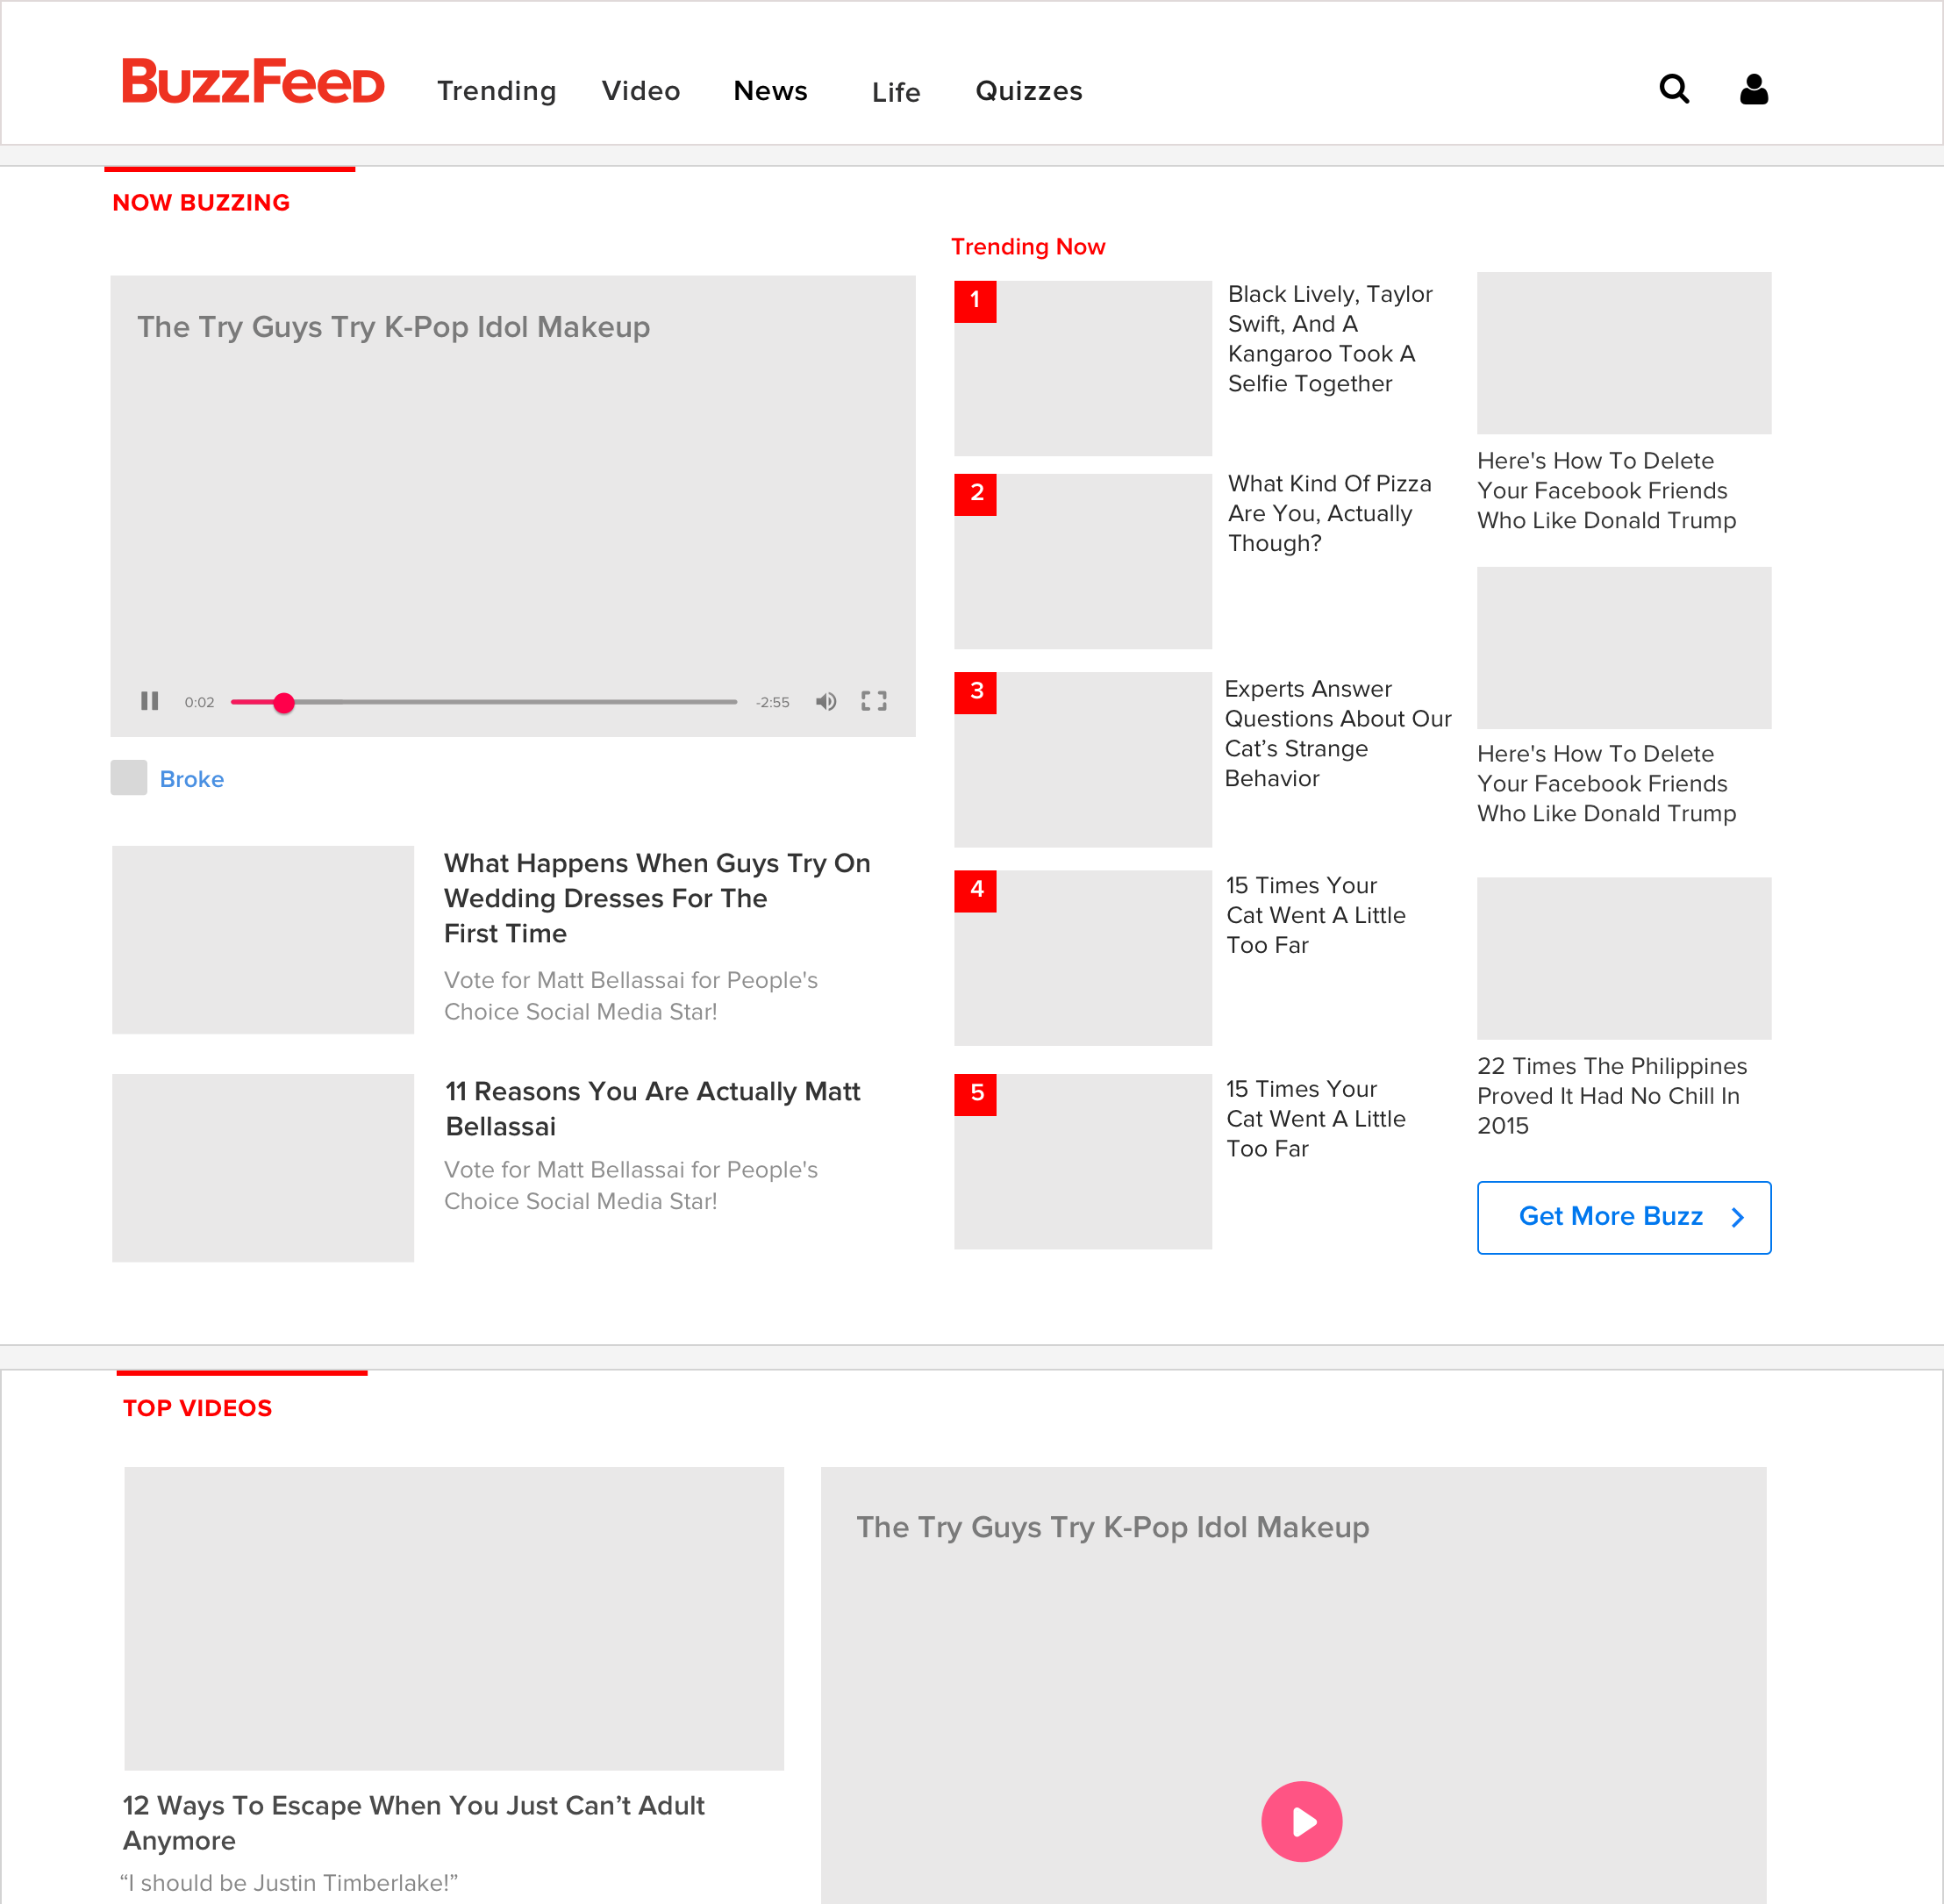 BuzzFeed
Trending Video News Life Quizzes
NOW BUZZING
The Try Guys Try K-Pop Idol Makeup
0:02
-2:55
Broke
What Happens When Guys Try On
Wedding Dresses For The
First Time
Vote for Matt Bellassai for People's
Choice Social Media Star!
11 Reasons You Are Actually Matt
Bellassai
Vote for Matt Bellassai for People's
Choice Social Media Star!
Trending Now
1
Black Lively, Taylor
Swift, And A
Kangaroo Took A
Selfie Together
2
What Kind Of Pizza
Are You, Actually
Though?
3
Experts Answer
Questions About Our
Cat’s Strange
Behavior
4
15 Times Your
Cat Went A Little
Too Far
5
15 Times Your
Cat Went A Little
Too Far
Here's How To Delete
Your Facebook Friends
Who Like Donald Trump
Here's How To Delete
Your Facebook Friends
Who Like Donald Trump
22 Times The Philippines
Proved It Had No Chill In
2015
Get More Buzz
TOP VIDEOS
12 Ways To Escape When You Just Can’t Adult
Anymore
“I should be Justin Timberlake!”
The Try Guys Try K-Pop Idol Makeup